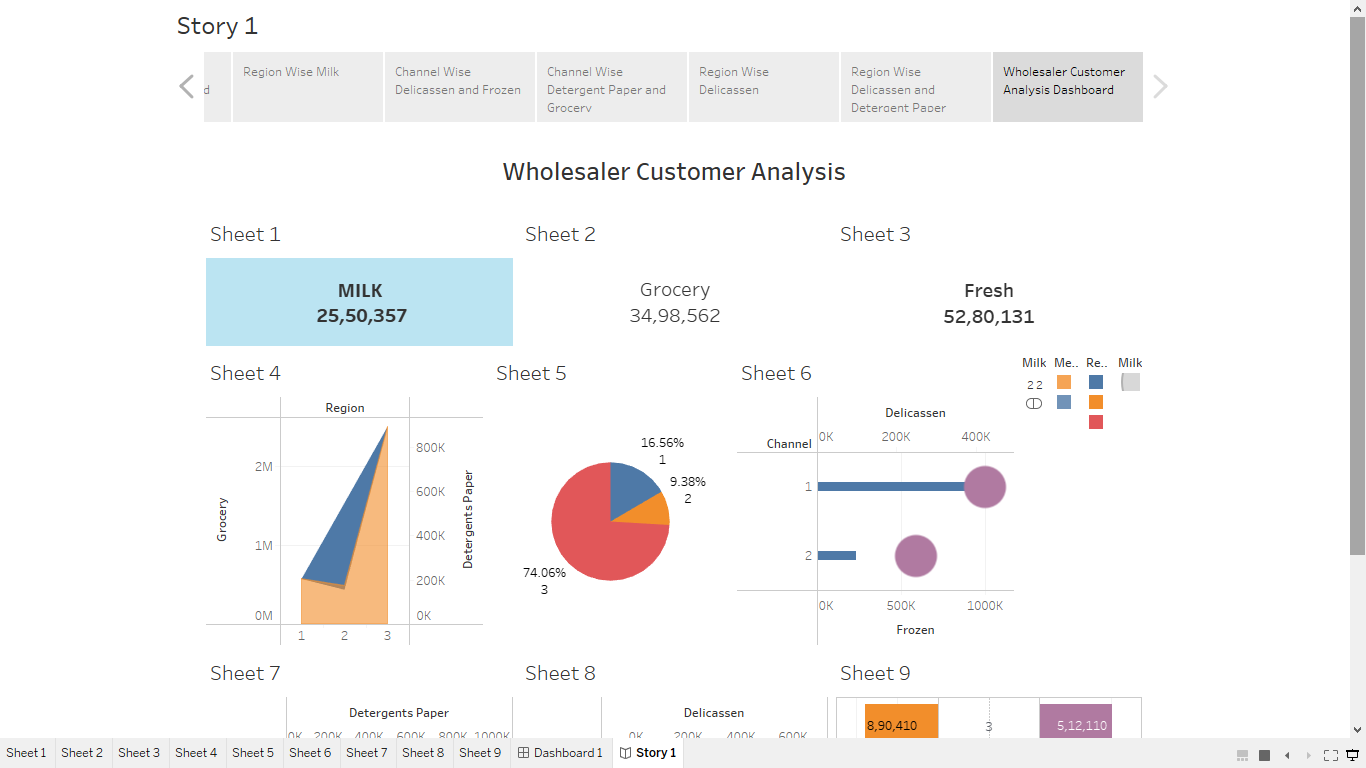 Story 1
d
Region Wise Milk
Channel Wise
Delicassen and Frozen
Channel Wise
Detergent Paper and
Grocery
Region Wise
Delicassen
Region Wise
Delicassen and
Detergent Paper
Wholesaler Customer
Analysis Dashboard
Wholesaler Customer Analysis
Sheet 1
Sheet 2
Sheet 3
MILK
25,50,357
Grocery
34,98,562
Fresh
52,80,131
Sheet 4
Region
Grocery
2M
1M
0M
800K
600K
400K
200K
0K
Detergents Paper
1
2
3
Sheet 5
16.56%
1
9.38%
2
74.06%
3
Sheet 6
Delicassen
Channel
0K
200K
400K
1
2
0K
500K
1000K
Frozen
Milk
Me..
Re..
Milk
22
Sheet 7
Detergents Paper
0K 200K 400K 600K 800K 1000K
Sheet 8
Delicassen
0K 200K 400K 600K
Sheet 9
8,90,410
3
5,12,110
Sheet 1
Sheet 2
Sheet 3
Sheet 4
Sheet 5
Sheet 6
Sheet 7
Sheet 8
Sheet 9
Dashboard 1
Story 1